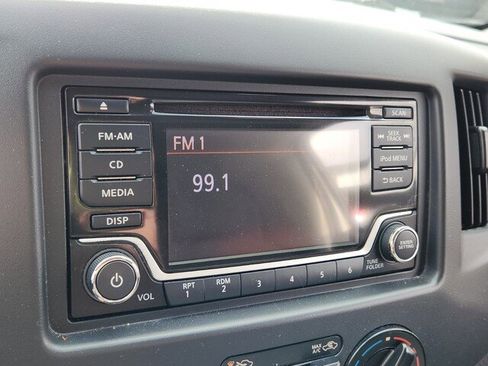 SCAN
FM·AM
CD
MEDIA
DISP
FM 1
99.1
SEEK
TRACK
iPod MENU
BACK
VOL
RPT
1
RDM
2
3
4
5
6
TUNE
FOLDER
ENTER
SETTING
MAX
A/C